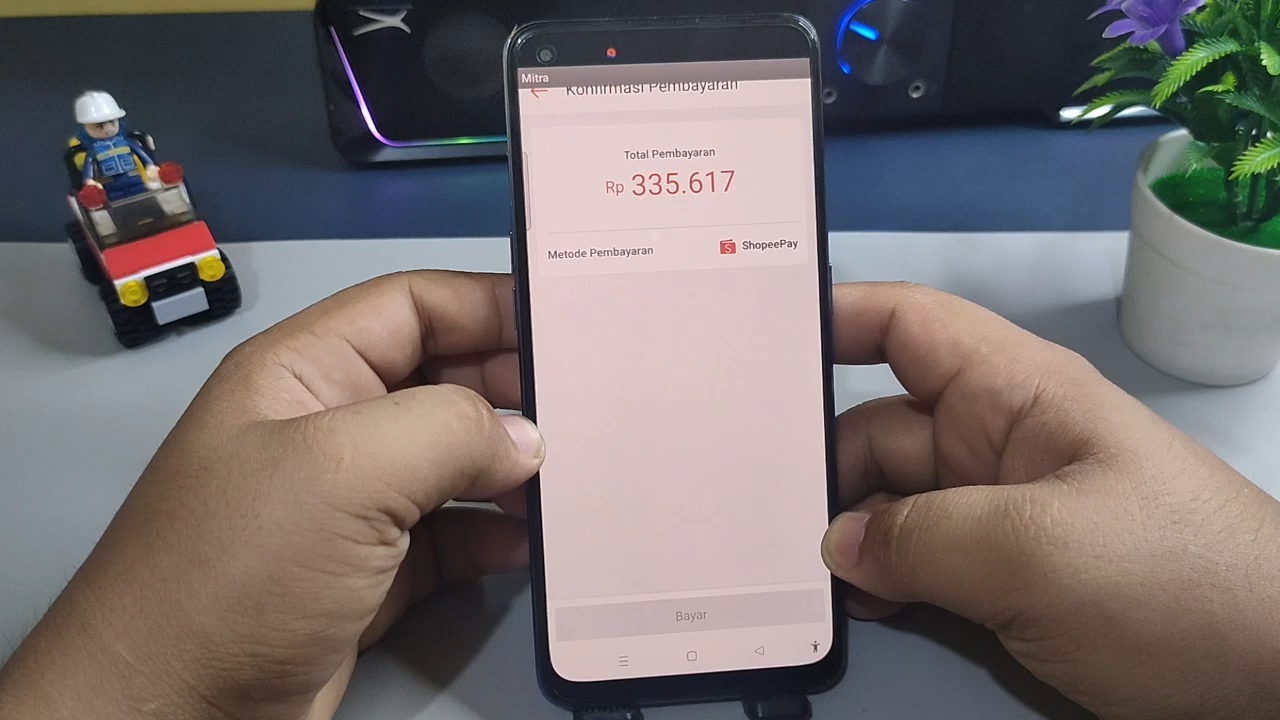 Mitra
Konfirmasi Pembayaran
Total Pembayaran
Rp 335.617
Metode Pembayaran
ShopeePay
Bayar